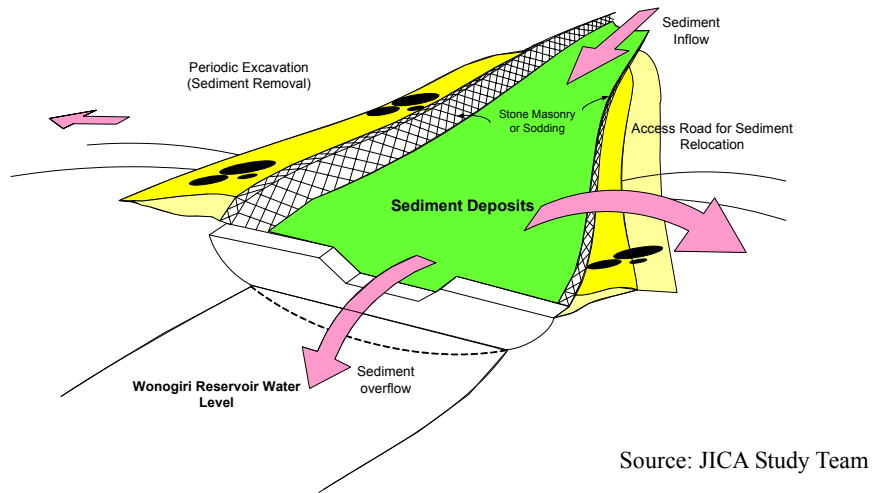 Sediment
Inflow
Periodic Excavation
(Sediment Removal)
Stone Masonry
or Sodding
Access Road for Sediment
Relocation
Sediment Deposits
Sediment
overflow
Wonogiri Reservoir Water
Level
Source: JICA Study Team